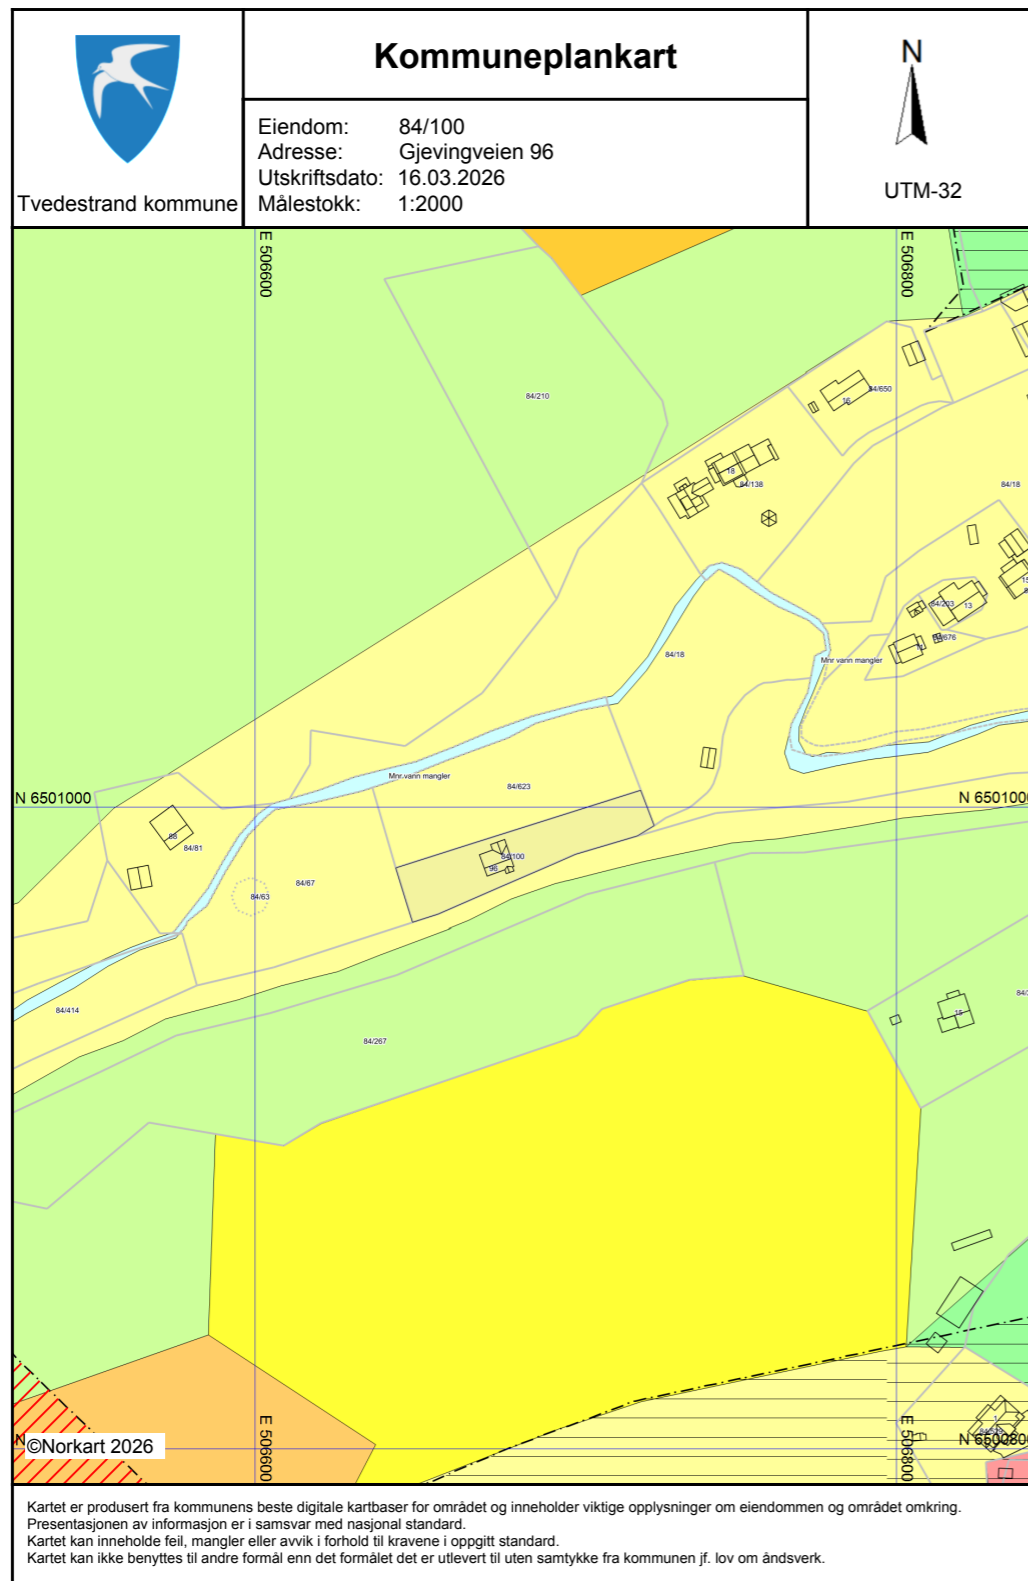 Kommuneplankart
N
Eiendom: 84/100
Adresse: Gjevingveien 96
Utskriftsdato: 16.03.2026
Målestokk: 1:2000
UTM-32
Tvedestrand kommune
E 506600
E 506800
84/210
84/650
16
18
84/138
84/18
15
84/203
13
84/676
11
84/18
Mnr vann mangler
Mnr vann mangler
84/623
N 6501000
N 6501000
88
84/81
84/100
96
84/67
84/63
84/414
15
84/267
E 506600
E 506800
1
N 6500800
©Norkart 2026
Kartet er produsert fra kommunens beste digitale kartbaser for området og inneholder viktige opplysninger om eiendommen og området omkring.
Presentasjonen av informasjon er i samsvar med nasjonal standard.
Kartet kan inneholde feil, mangler eller avvik i forhold til kravene i oppgitt standard.
Kartet kan ikke benyttes til andre formål enn det formålet det er utlevert til uten samtykke fra kommunen jf. lov om åndsverk.